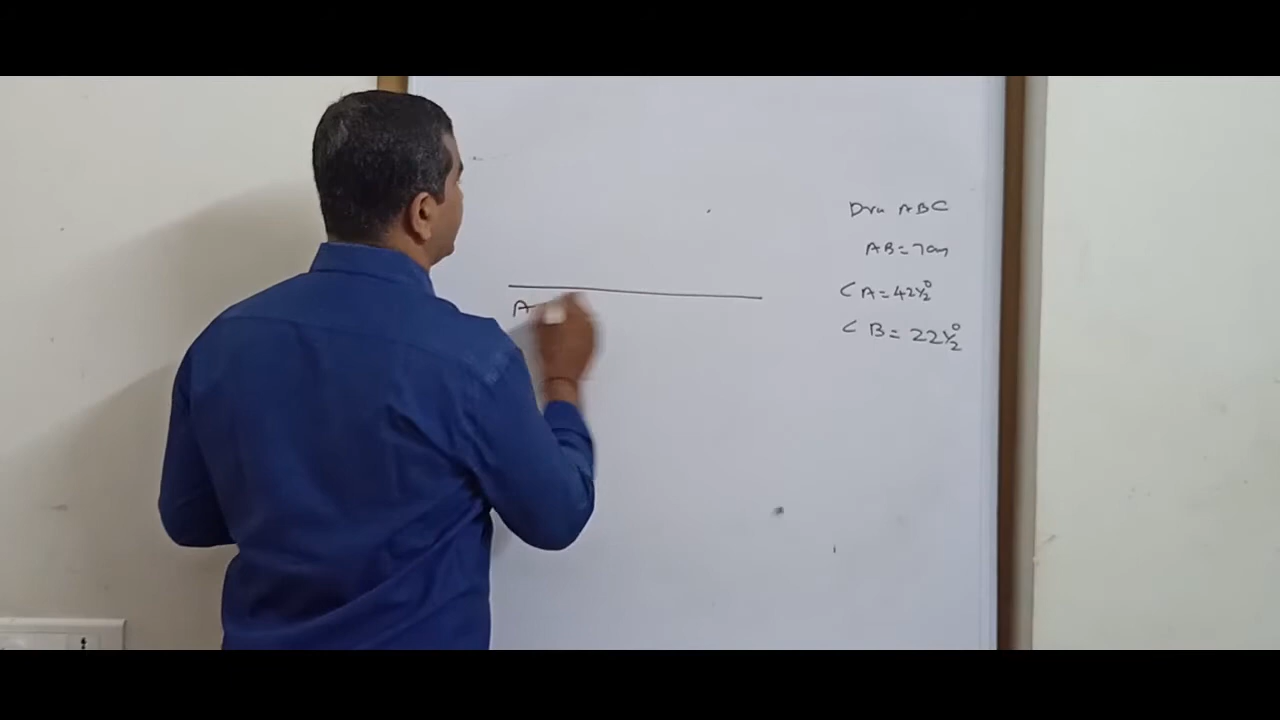 A
Dra ABC
AB = 7cm
∠ A = 42½°
∠ B = 22½°